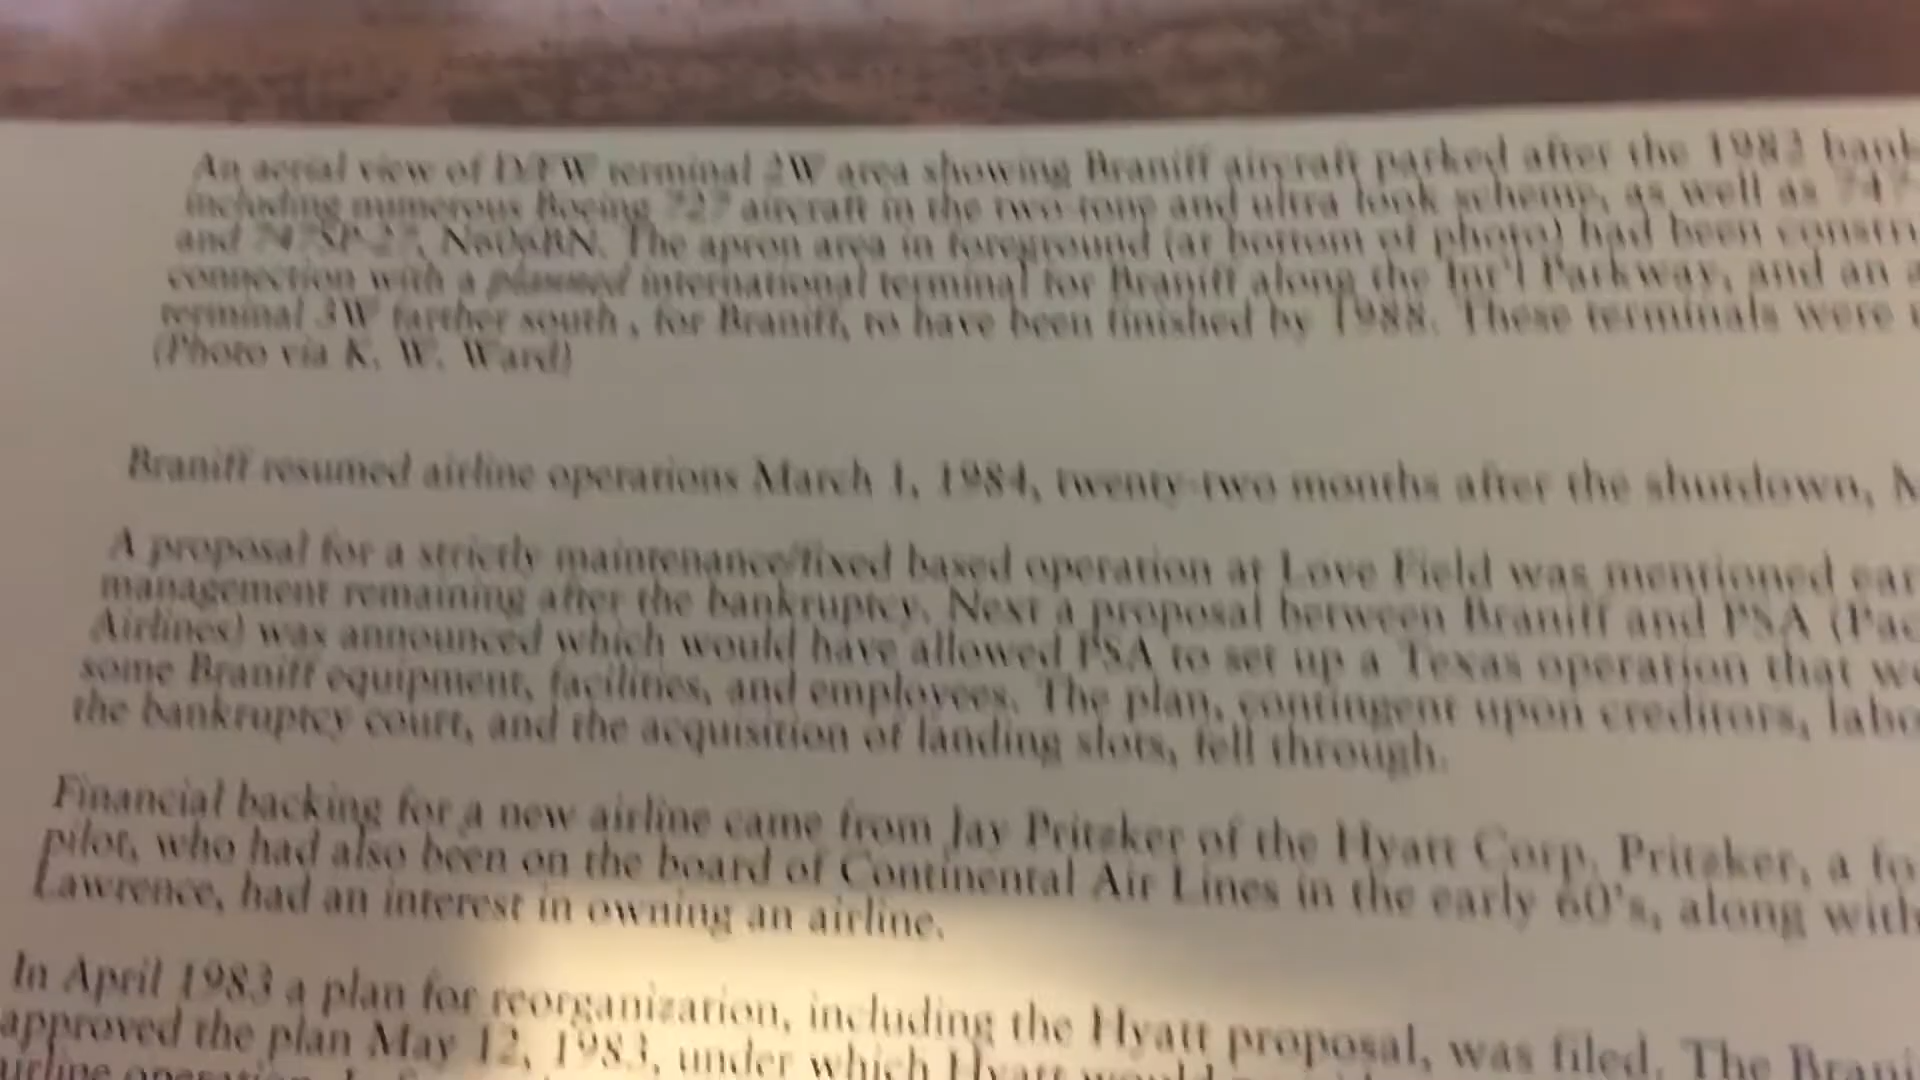 An aerial view of D/FW terminal 2W area showing Braniff aircraft parked after the 1982 bank
including numerous Boeing 727 aircraft in the two-tone and ultra look scheme, as well as 747-
and 747SP-27, N606BN. The apron area in foreground (at bottom of photo) had been constru
connection with a planned international terminal for Braniff along the Int'l Parkway, and an a
terminal 3W farther south, for Braniff, to have been finished by 1988. These terminals were
(Photo via K. W. Ward)
Braniff resumed airline operations March 1, 1984, twenty-two months after the shutdown, M
A proposal for a strictly maintenance/fixed based operation at Love Field was mentioned ear
management remaining after the bankruptcy. Next a proposal between Braniff and PSA (Pac
Airlines) was announced which would have allowed PSA to set up a Texas operation that wo
some Braniff equipment, facilities, and employees. The plan, contingent upon creditors, labo
the bankruptcy court, and the acquisition of landing slots, fell through.
Financial backing for a new airline came from Jay Pritzker of the Hyatt Corp. Pritzker, a fo
pilot, who had also been on the board of Continental Air Lines in the early 60's, along with
Lawrence, had an interest in owning an airline.
In April 1983 a plan for reorganization, including the Hyatt proposal, was filed. The Brani
approved the plan May 12, 1983, under which Hyatt would
airline